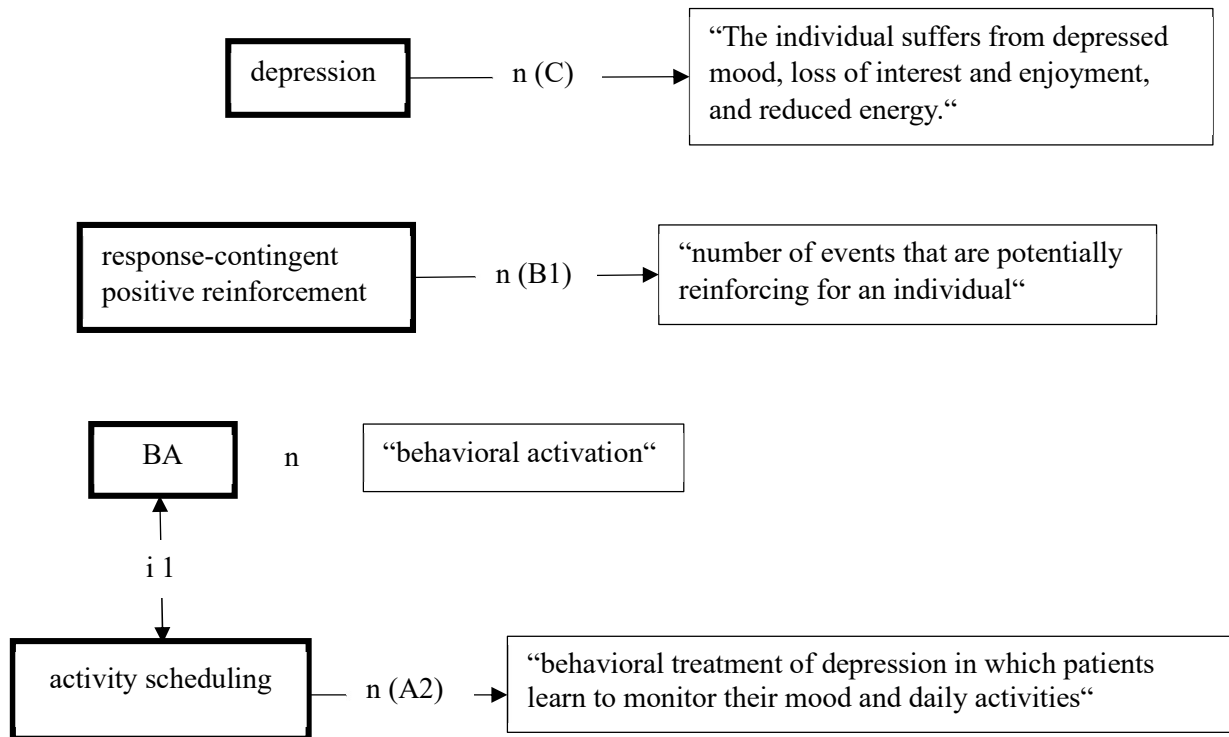 depression
n (C)
“The individual suffers from depressed
mood, loss of interest and enjoyment,
and reduced energy.“
response-contingent
positive reinforcement
n (B1)
“number of events that are potentially
reinforcing for an individual“
BA
n
“behavioral activation“
i 1
activity scheduling
n (A2)
“behavioral treatment of depression in which patients
learn to monitor their mood and daily activities“